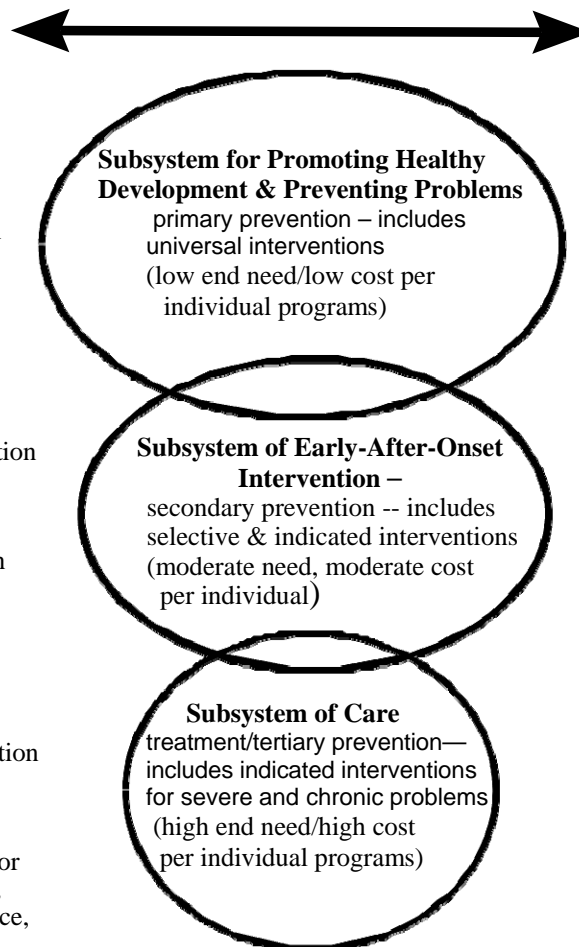 Subsystem for Promoting Healthy
Development & Preventing Problems
primary prevention – includes
universal interventions
(low end need/low cost per
individual programs)
Subsystem of Early-After-Onset
Intervention –
secondary prevention -- includes
selective & indicated interventions
(moderate need, moderate cost
per individual)
Subsystem of Care
treatment/tertiary prevention—
includes indicated interventions
for severe and chronic problems
(high end need/high cost
per individual programs)
or